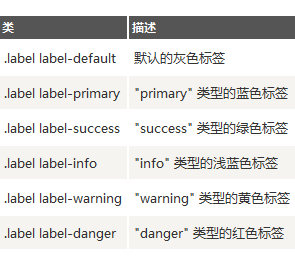 类 描述
.label label-default 默认的灰色标签
.label label-primary "primary" 类型的蓝色标签
.label label-success "success" 类型的绿色标签
.label label-info "info" 类型的浅蓝色标签
.label label-warning "warning" 类型的黄色标签
.label label-danger "danger" 类型的红色标签